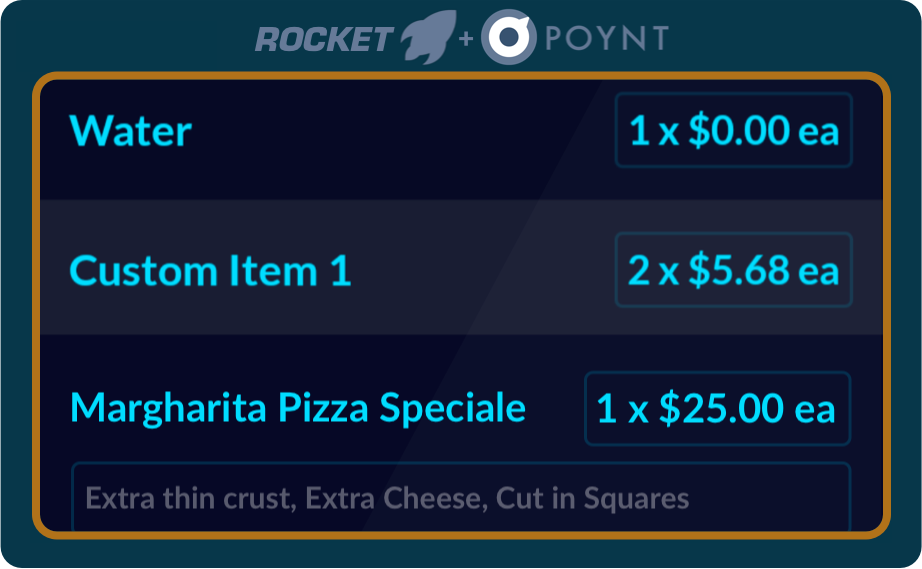 ROCKET + POYNT
Water 1 x $0.00 ea
Custom Item 1 2 x $5.68 ea
Margharita Pizza Speciale 1 x $25.00 ea
Extra thin crust, Extra Cheese, Cut in Squares